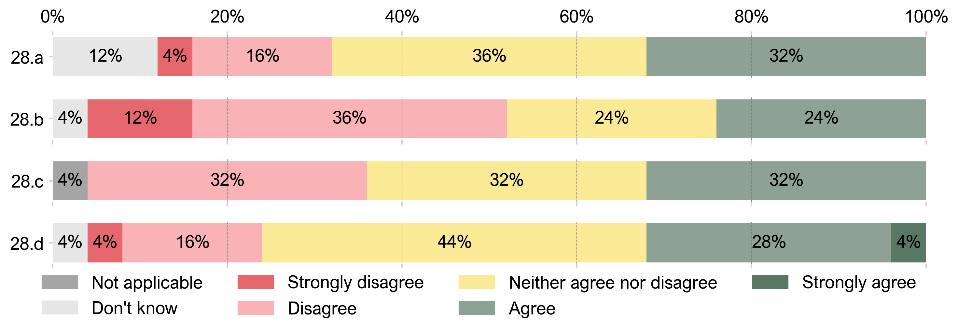 0% 20% 40% 60% 80% 100%
28.a 12% 4% 16% 36% 32%
28.b 4% 12% 36% 24% 24%
28.c 4% 32% 32% 32%
28.d 4% 4% 16% 44% 28% 4%
Not applicable Strongly disagree Neither agree nor disagree Strongly agree
Don't know Disagree Agree